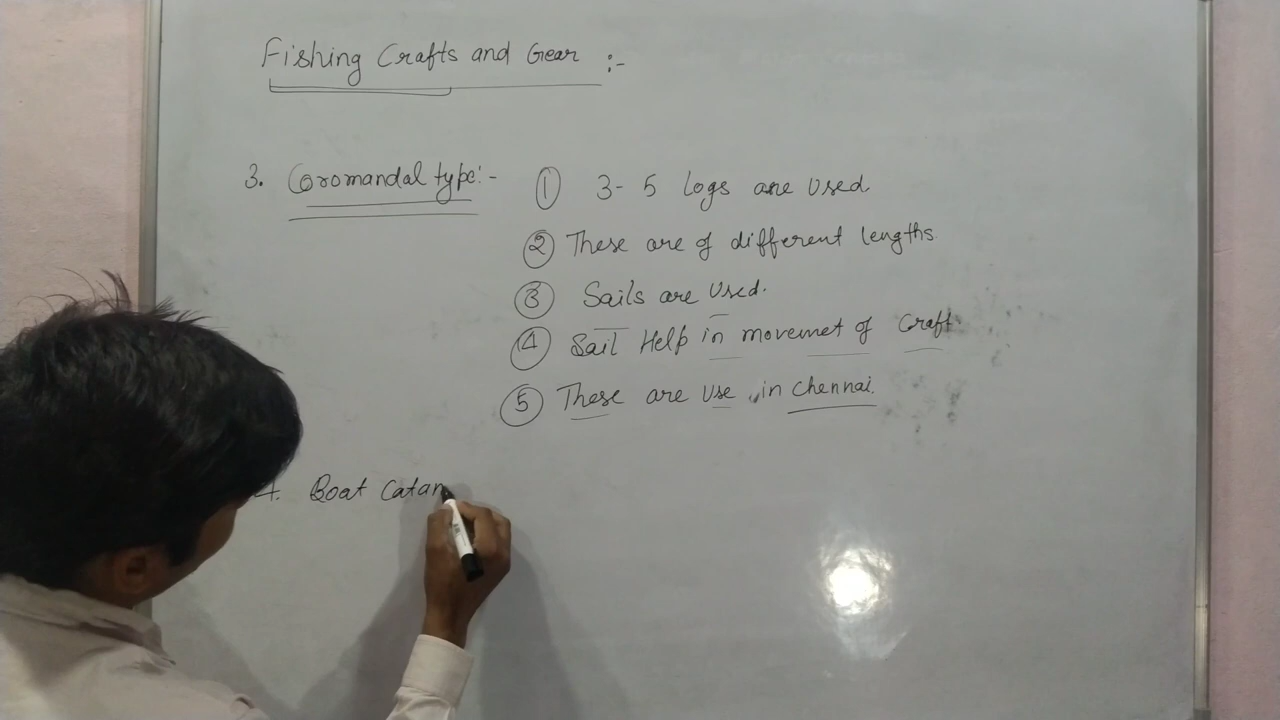 Fishing Crafts and Gear :-
3. Coromandal type:- ① 3-5 logs are used
② These are of different lengths.
③ Sails are used.
④ Sail Help in movemet of Craft.
⑤ These are use in Chennai.
4. Boat Catam